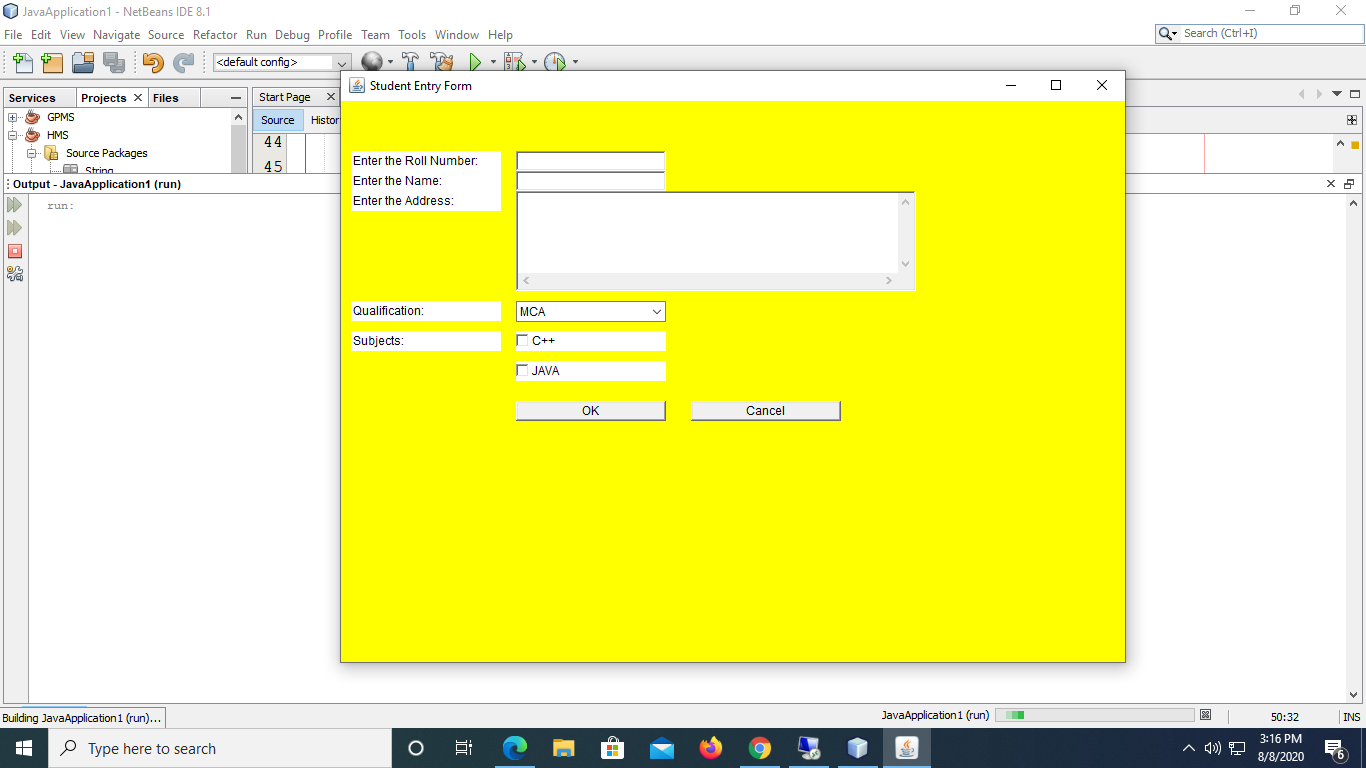 JavaApplication1 - NetBeans IDE 8.1
File Edit View Navigate Source Refactor Run Debug Profile Team Tools Window Help
Search (Ctrl+I)
<default config>
Student Entry Form
Services Projects Files
Start Page
GPMS
Source Histor
HMS
44
Source Packages
45
String
Output - JavaApplication1 (run)
run:
Enter the Roll Number:
Enter the Name:
Enter the Address:
Qualification: MCA
Subjects: C++
JAVA
OK Cancel
Building JavaApplication1 (run)...
JavaApplication1 (run)
50:32 INS
Type here to search
3:16 PM
8/8/2020
6